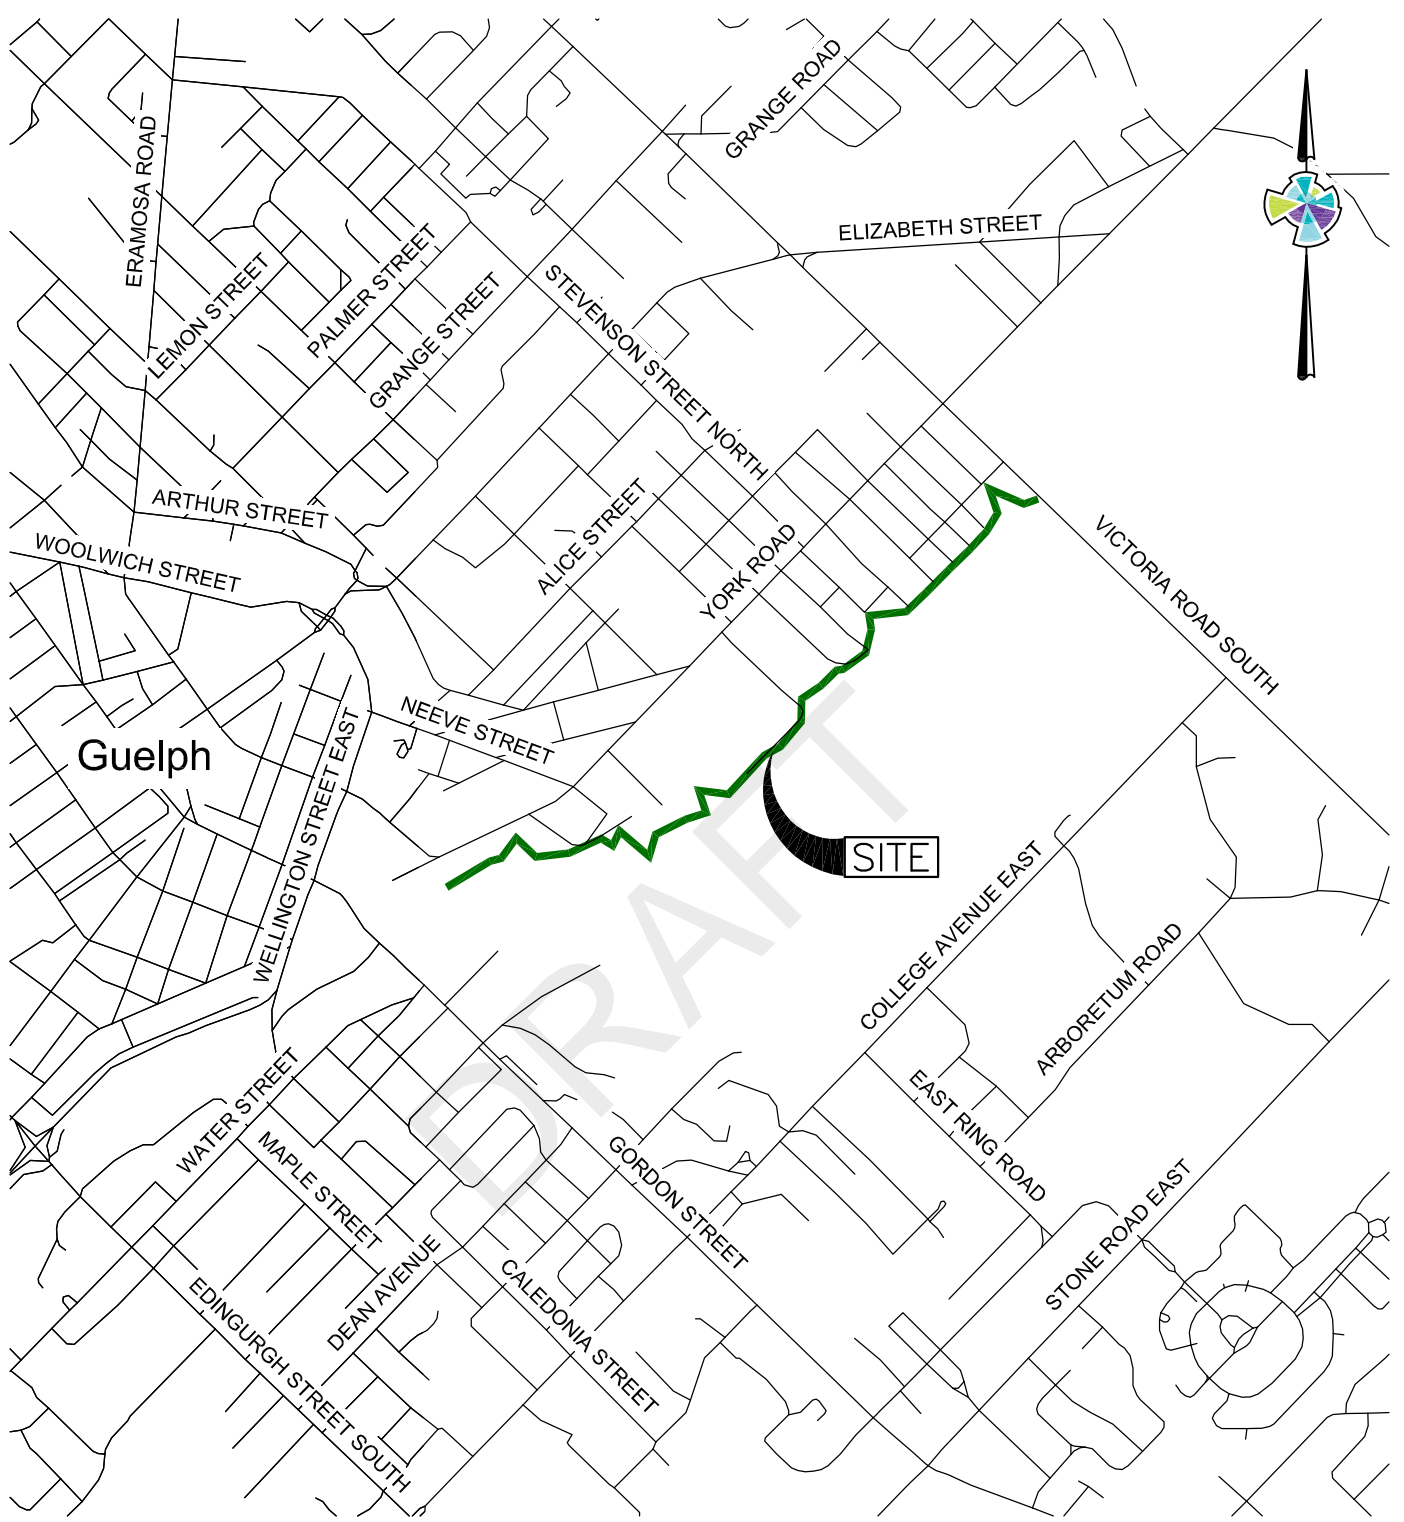 GRANGE ROAD
ERAMOSA ROAD
ELIZABETH STREET
LEMON STREET
PALMER STREET
GRANGE STREET
STEVENSON STREET NORTH
ARTHUR STREET
WOOLWICH STREET
ALICE STREET
YORK ROAD
VICTORIA ROAD SOUTH
NEEVE STREET
Guelph
WELLINGTON STREET EAST
SITE
DRAFT
COLLEGE AVENUE EAST
ARBORETUM ROAD
WATER STREET
EAST RING ROAD
MAPLE STREET
GORDON STREET
STONE ROAD EAST
DEAN AVENUE
CALEDONIA STREET
EDINGURGH STREET SOUTH